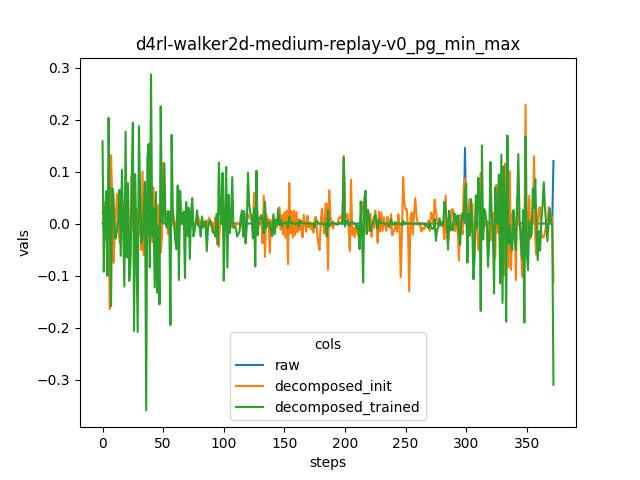 d4rl-walker2d-medium-replay-v0_pg_min_max
0.3
0.2
0.1
0.0
−0.1
−0.2
−0.3
vals
cols
raw
decomposed_init
decomposed_trained
0 50 100 150 200 250 300 350
steps